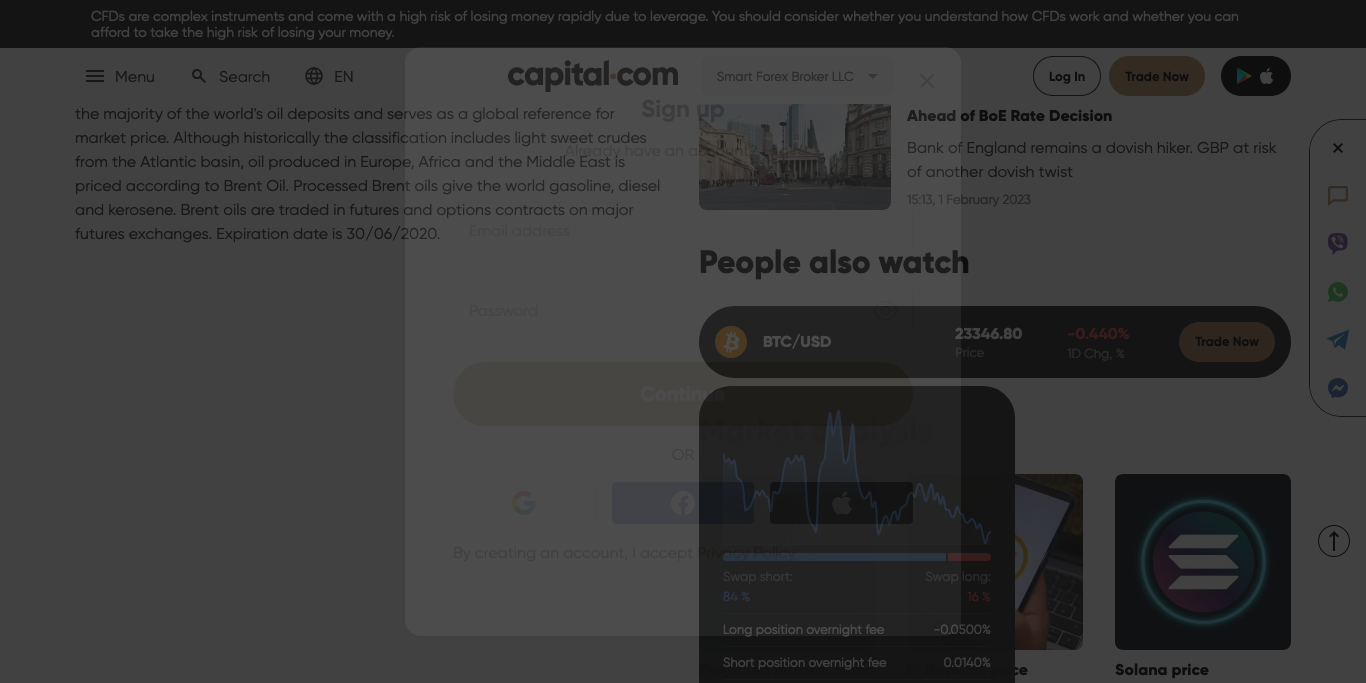 CFDs are complex instruments and come with a high risk of losing money rapidly due to leverage. You should consider whether you understand how CFDs work and whether you can
afford to take the high risk of losing your money.
Menu
Search
EN
capital.com
Smart Forex Broker LLC
Log In
Trade Now
the majority of the world's oil deposits and serves as a global reference for
market price. Although historically the classification includes light sweet crudes
from the Atlantic basin, oil produced in Europe, Africa and the Middle East is
priced according to Brent Oil. Processed Brent oils give the world gasoline, diesel
and kerosene. Brent oils are traded in futures and options contracts on major
futures exchanges. Expiration date is 30/06/2020.
Sign up
Already have an account?
Email address
Password
Continue
OR
By creating an account, I accept Privacy Policy
Ahead of BoE Rate Decision
Bank of England remains a dovish hiker. GBP at risk
of another dovish twist
15:13, 1 February 2023
People also watch
BTC/USD
23346.80
Price
-0.440%
1D Chg, %
Trade Now
Market analysis
Swap short:
Swap long:
84 %
16 %
Long position overnight fee
-0.0500%
Short position overnight fee
0.0140%
Solana price